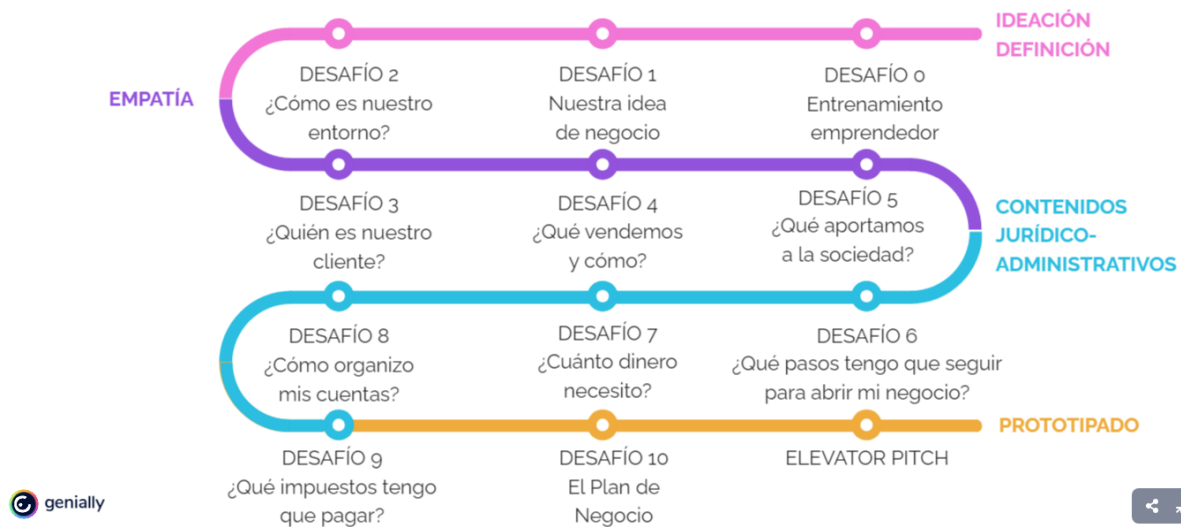 IDEACIÓN
DEFINICIÓN
DESAFÍO 2
¿Cómo es nuestro
entorno?
DESAFÍO 1
Nuestra idea
de negocio
DESAFÍO 0
Entrenamiento
emprendedor
EMPATÍA
DESAFÍO 3
¿Quién es nuestro
cliente?
DESAFÍO 4
¿Qué vendemos
y cómo?
DESAFÍO 5
¿Qué aportamos
a la sociedad?
CONTENIDOS
JURÍDICO-
ADMINISTRATIVOS
DESAFÍO 8
¿Cómo organizo
mis cuentas?
DESAFÍO 7
¿Cuánto dinero
necesito?
DESAFÍO 6
¿Qué pasos tengo que seguir
para abrir mi negocio?
PROTOTIPADO
DESAFÍO 9
¿Qué impuestos tengo
que pagar?
DESAFÍO 10
El Plan de
Negocio
ELEVATOR PITCH
genially